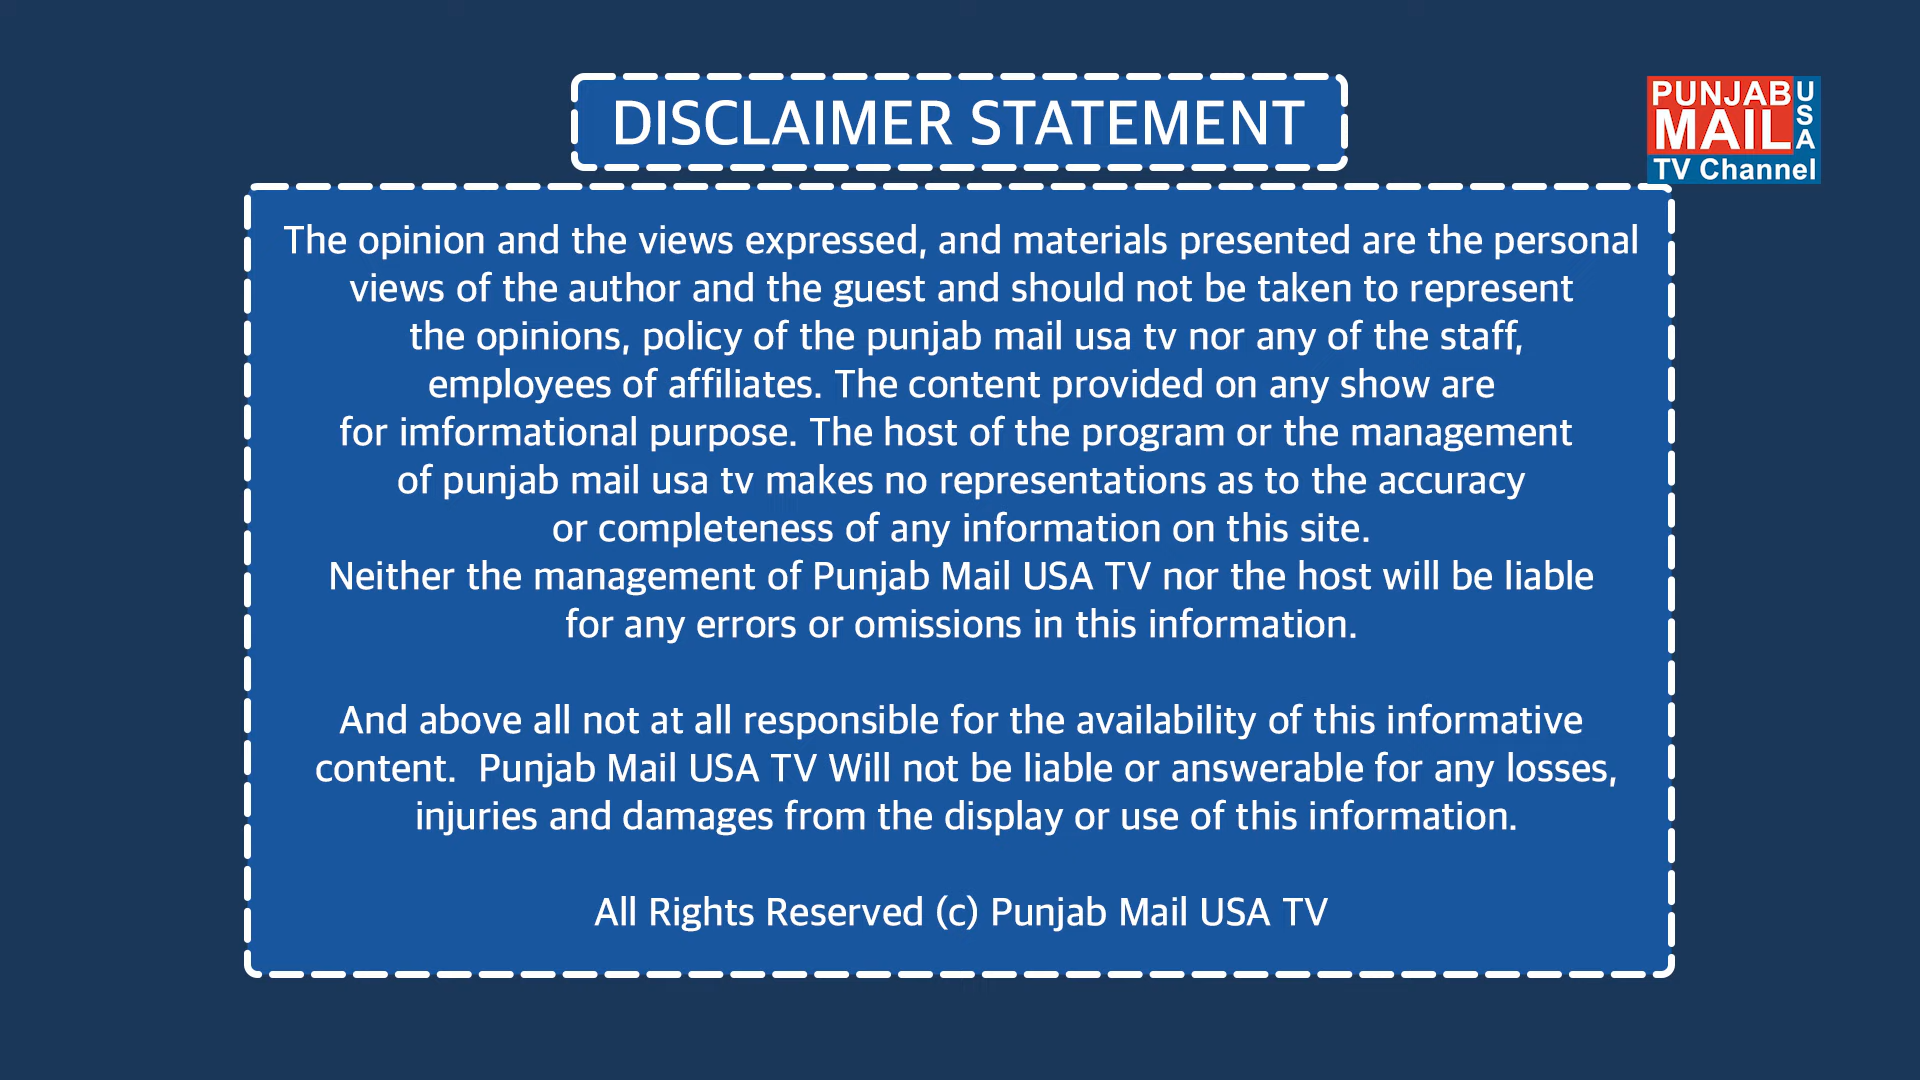 DISCLAIMER STATEMENT
PUNJAB USA
MAIL
TV Channel
The opinion and the views expressed, and materials presented are the personal
views of the author and the guest and should not be taken to represent
the opinions, policy of the punjab mail usa tv nor any of the staff,
employees of affiliates. The content provided on any show are
for imformational purpose. The host of the program or the management
of punjab mail usa tv makes no representations as to the accuracy
or completeness of any information on this site.
Neither the management of Punjab Mail USA TV nor the host will be liable
for any errors or omissions in this information.
And above all not at all responsible for the availability of this informative
content.  Punjab Mail USA TV Will not be liable or answerable for any losses,
injuries and damages from the display or use of this information.
All Rights Reserved (c) Punjab Mail USA TV